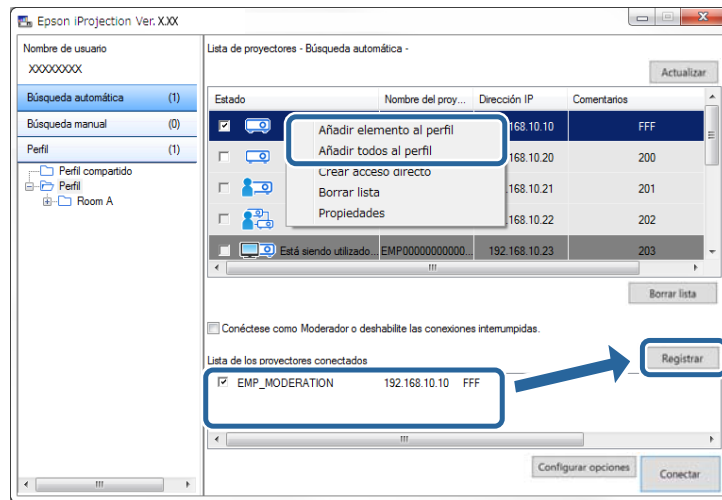 Epson iProjection Ver. X.XX
Nombre de usuario
XXXXXXXX
Búsqueda automática (1)
Búsqueda manual (0)
Perfil (1)
Perfil compartido
Perfil
Room A
Lista de proyectores - Búsqueda automática -
Actualizar
Estado Nombre del proy... Dirección IP Comentarios
168.10.10 FFF
168.10.20 200
168.10.21 201
168.10.22 202
Está siendo utilizado... EMP00000000000... 192.168.10.23 203
Añadir elemento al perfil
Añadir todos al perfil
Crear acceso directo
Borrar lista
Propiedades
Borrar lista
Conéctese como Moderador o deshabilite las conexiones interrumpidas.
Lista de los proyectores conectados
Registrar
EMP_MODERATION 192.168.10.10 FFF
Configurar opciones
Conectar